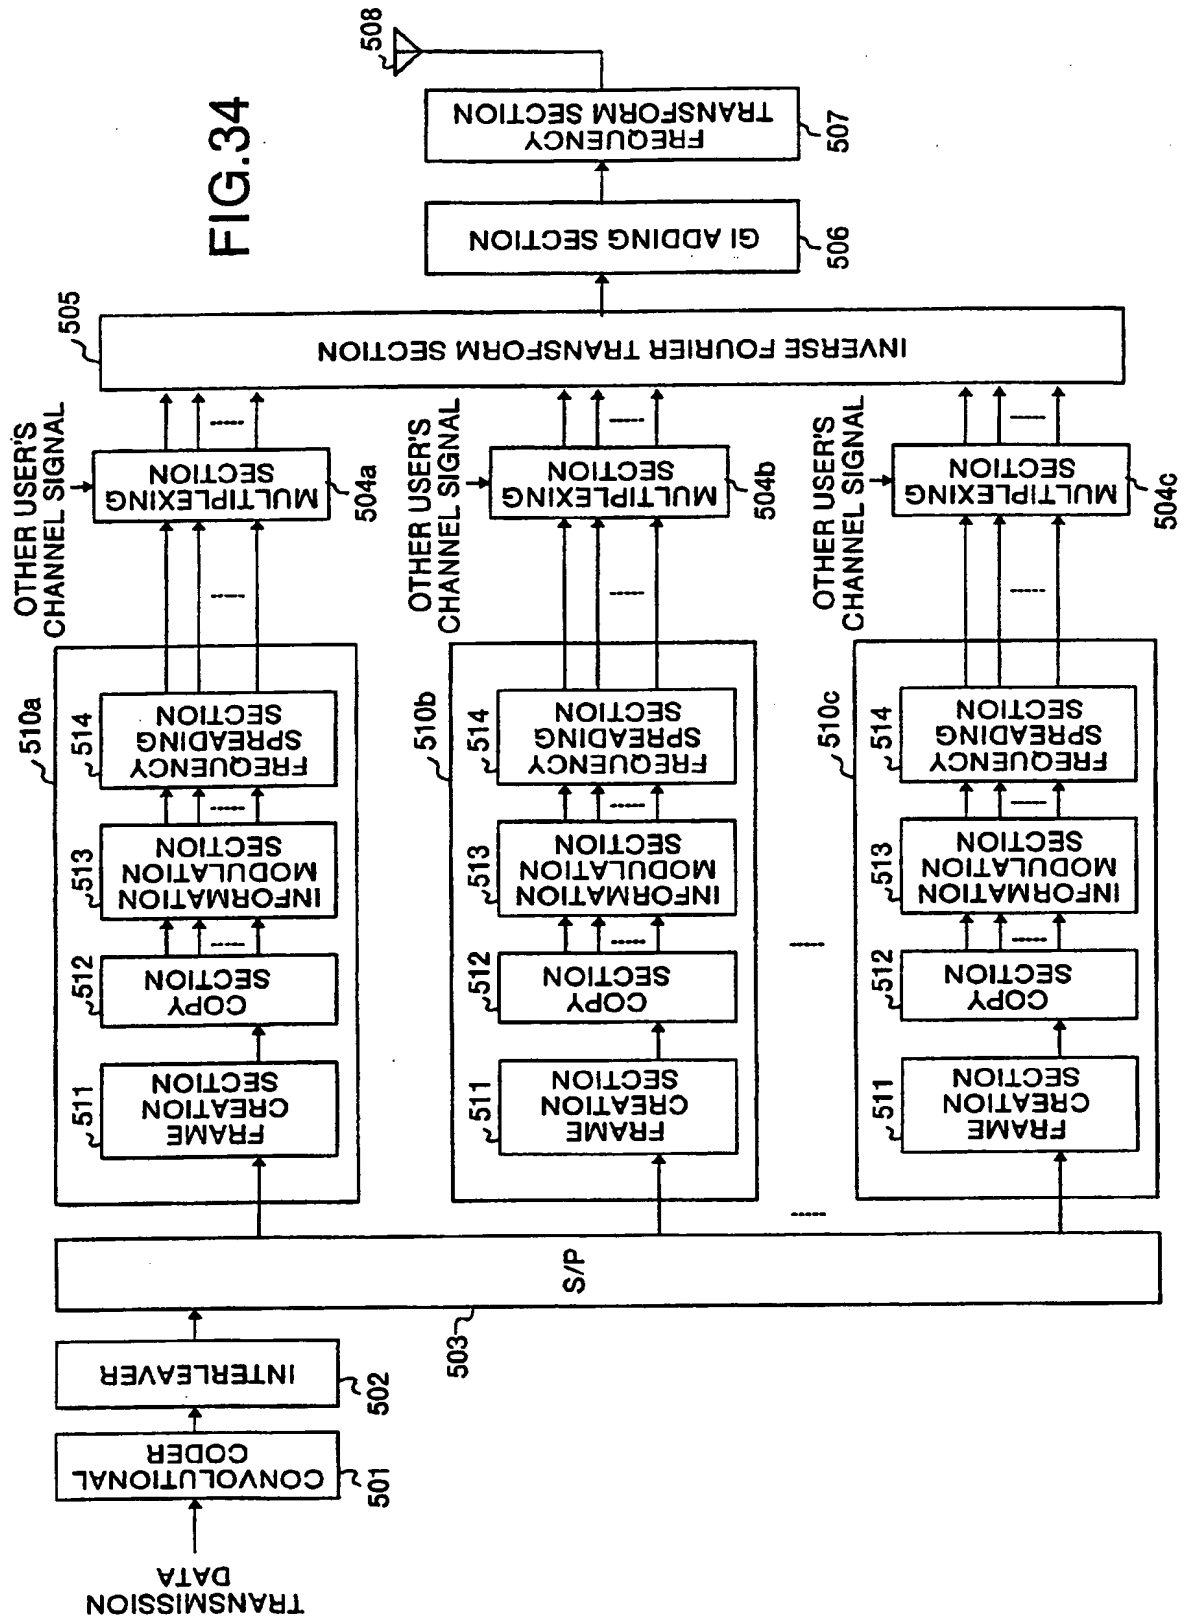 FIG.34
TRANSMISSION
DATA
CONVOLUTIONAL
CODER
501
INTERLEAVER
502
S/P
503
510a
511
FRAME
CREATION
SECTION
512
COPY
SECTION
513
INFORMATION
MODULATION
SECTION
514
FREQUENCY
SPREADING
SECTION
OTHER USER'S
CHANNEL SIGNAL
MULTIPLEXING
SECTION
504a
510b
511
FRAME
CREATION
SECTION
512
COPY
SECTION
513
INFORMATION
MODULATION
SECTION
514
FREQUENCY
SPREADING
SECTION
OTHER USER'S
CHANNEL SIGNAL
MULTIPLEXING
SECTION
504b
510c
511
FRAME
CREATION
SECTION
512
COPY
SECTION
513
INFORMATION
MODULATION
SECTION
514
FREQUENCY
SPREADING
SECTION
OTHER USER'S
CHANNEL SIGNAL
MULTIPLEXING
SECTION
504c
505
INVERSE FOURIER TRANSFORM SECTION
GI ADDING SECTION
506
FREQUENCY
TRANSFORM SECTION
507
508